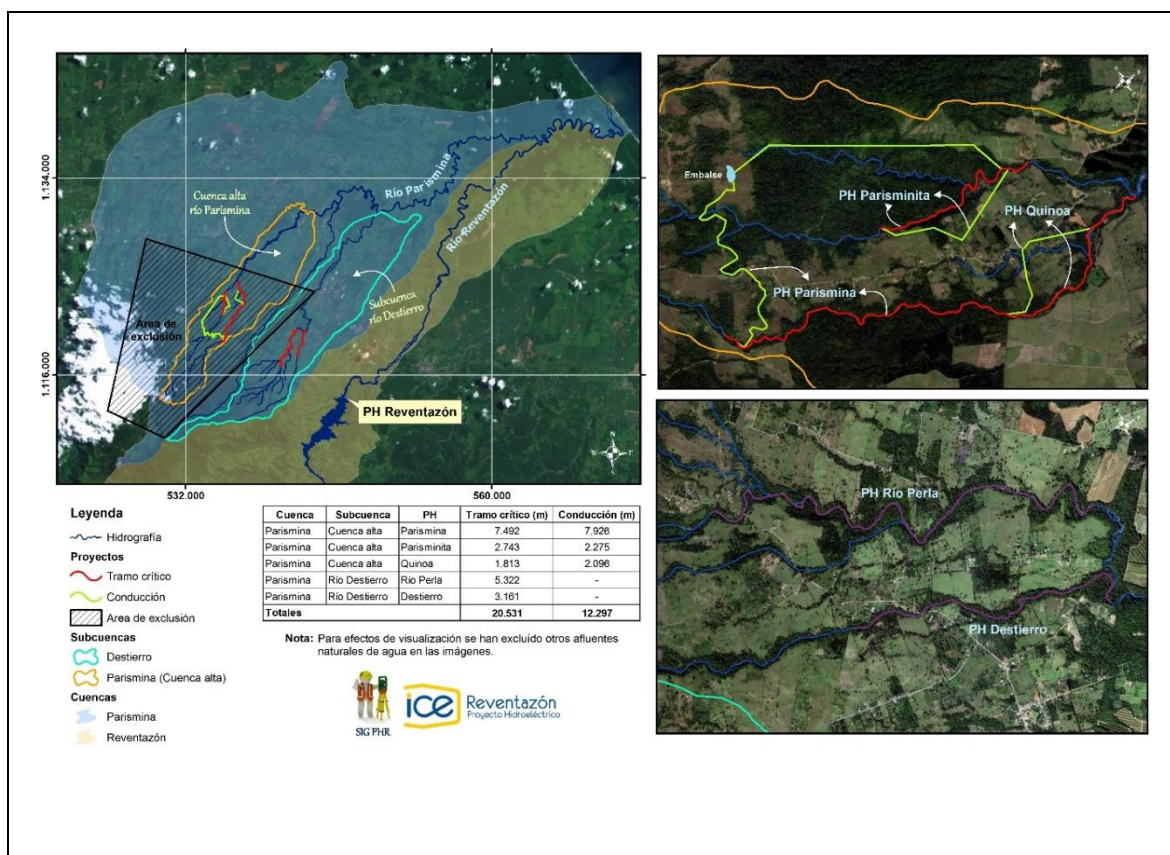 Río Parismina
Río Reventazón
Cuenca alta
río Parismina
Subcuenca
río Destierro
Área de
exclusión
PH Reventazón
N
W
E
1.134.000
1.116.000
532.000
560.000
Embalse
PH Parisminita
PH Quinoa
PH Parismina
PH Río Perla
PH Destierro
Leyenda
Hidrografía
Proyectos
Tramo crítico
Conducción
Area de exclusión
Subcuencas
Destierro
Parismina (Cuenca alta)
Cuencas
Parismina
Reventazón
Cuenca Subcuenca PH Tramo crítico (m) Conducción (m)
Parismina Cuenca alta Parismina 7.492 7.926
Parismina Cuenca alta Parisminita 2.743 2.275
Parismina Cuenca alta Quinoa 1.813 2.096
Parismina Río Destierro Río Perla 5.322 -
Parismina Río Destierro Destierro 3.161 -
Totales 20.531 12.297
Nota: Para efectos de visualización se han excluído otros afluentes
naturales de agua en las imágenes.
SIG PHR
ice Reventazón
Proyecto Hidroeléctrico